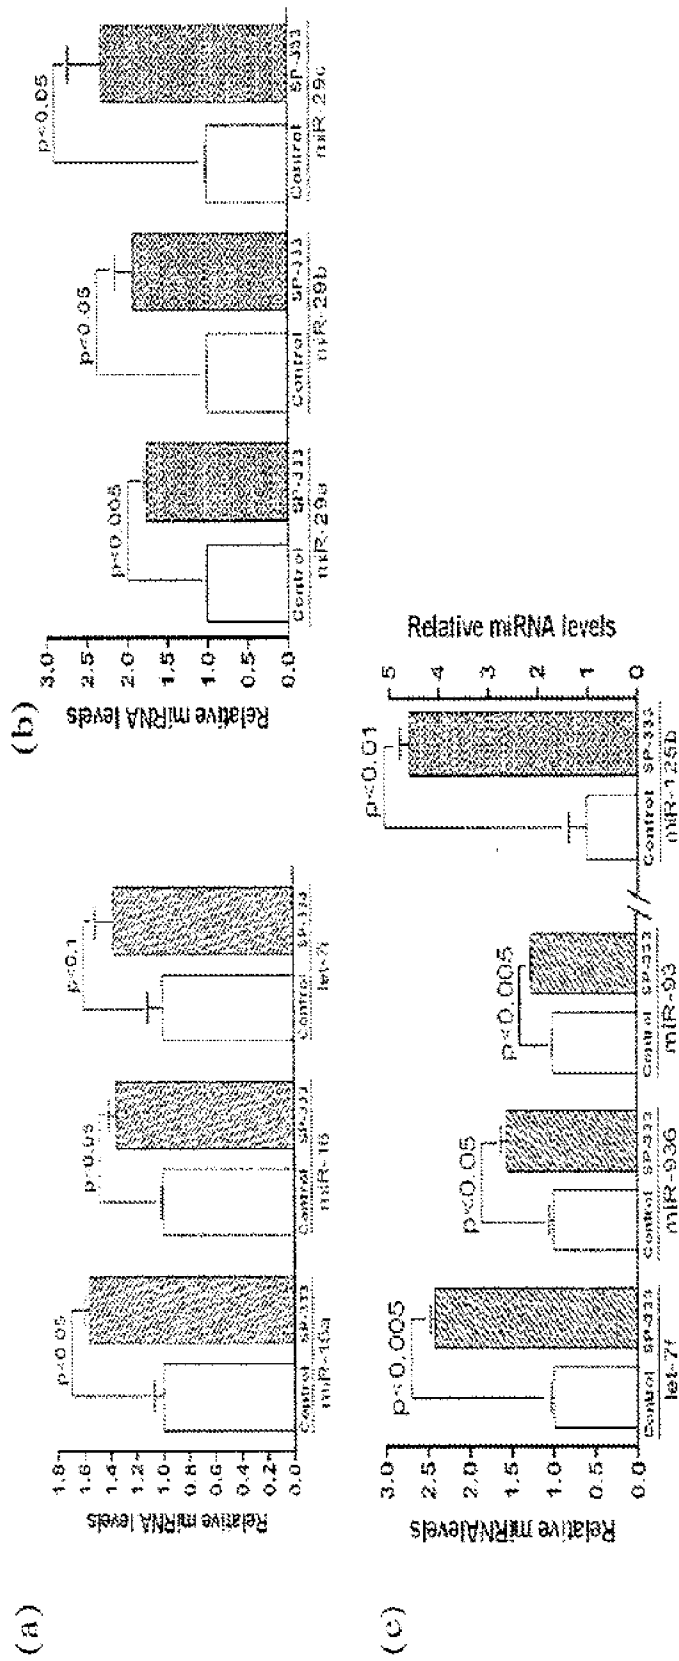 (a)
Relative miRNA levels
1.8
1.6
1.4
1.2
1.0
0.8
0.6
0.4
0.2
0.0
p<0.05
p<0.05
p<0.1
Control SP-333 Control SP-333 Control SP-333
miR-15a miR-16 let-7i
(b)
Relative miRNA levels
3.0
2.5
2.0
1.5
1.0
0.5
0.0
p<0.005
p<0.05
p<0.05
Control SP-333 Control SP-333 Control SP-333
miR-29a miR-29b miR-29c
(c)
Relative miRNAlevels
3.0
2.5
2.0
1.5
1.0
0.5
0.0
p<0.005
p<0.05
p<0.005
p<0.01
Control SP-333 Control SP-333 Control SP-333 Control SP-333
let-7f miR-936 miR-93 miR-125b
5
4
3
2
1
0
Relative miRNA levels